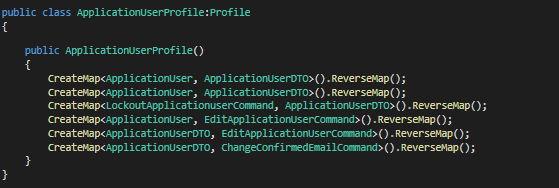 public class ApplicationUserProfile:Profile
{
public ApplicationUserProfile()
{
CreateMap<ApplicationUser, ApplicationUserDTO>().ReverseMap();
CreateMap<ApplicationUser, ApplicationUserDTO>().ReverseMap();
CreateMap<LockoutApplicationuserCommand, ApplicationUserDTO>().ReverseMap();
CreateMap<ApplicationUser, EditApplicationUserCommand>().ReverseMap();
CreateMap<ApplicationUserDTO, EditApplicationUserCommand>().ReverseMap();
CreateMap<ApplicationUserDTO, ChangeConfirmedEmailCommand>().ReverseMap();
}
}